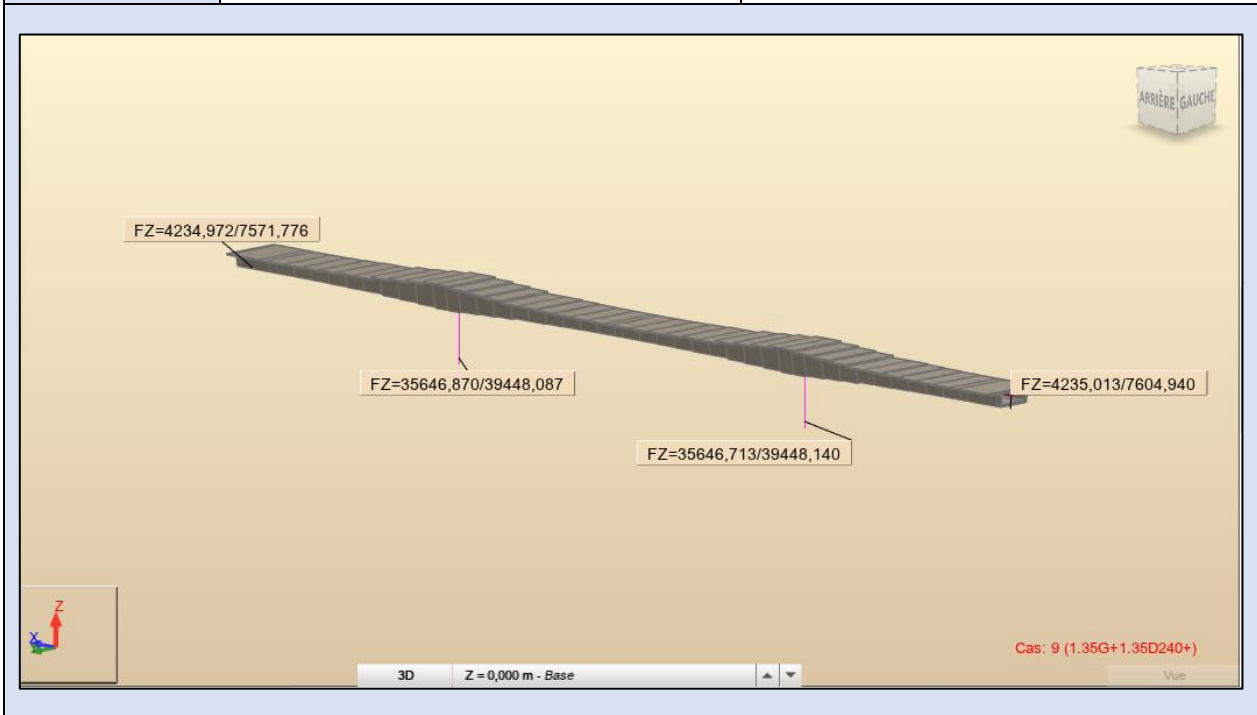 ARRIÈRE GAUCHE
FZ=4234,972/7571,776
FZ=35646,870/39448,087
FZ=4235,013/7604,940
FZ=35646,713/39448,140
Z
X
Cas: 9 (1.35G+1.35D240+)
3D Z = 0,000 m - Base
Vue